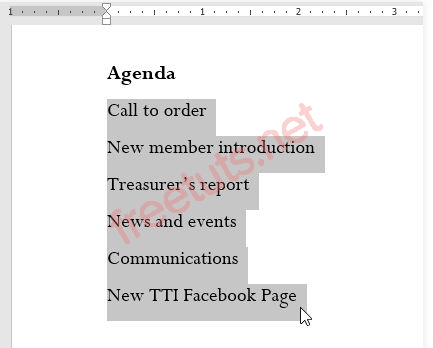 1 1 2 3
Agenda
Call to order
New member introduction
Treasurer's report
News and events
Communications
New TTI Facebook Page
freetuts.net